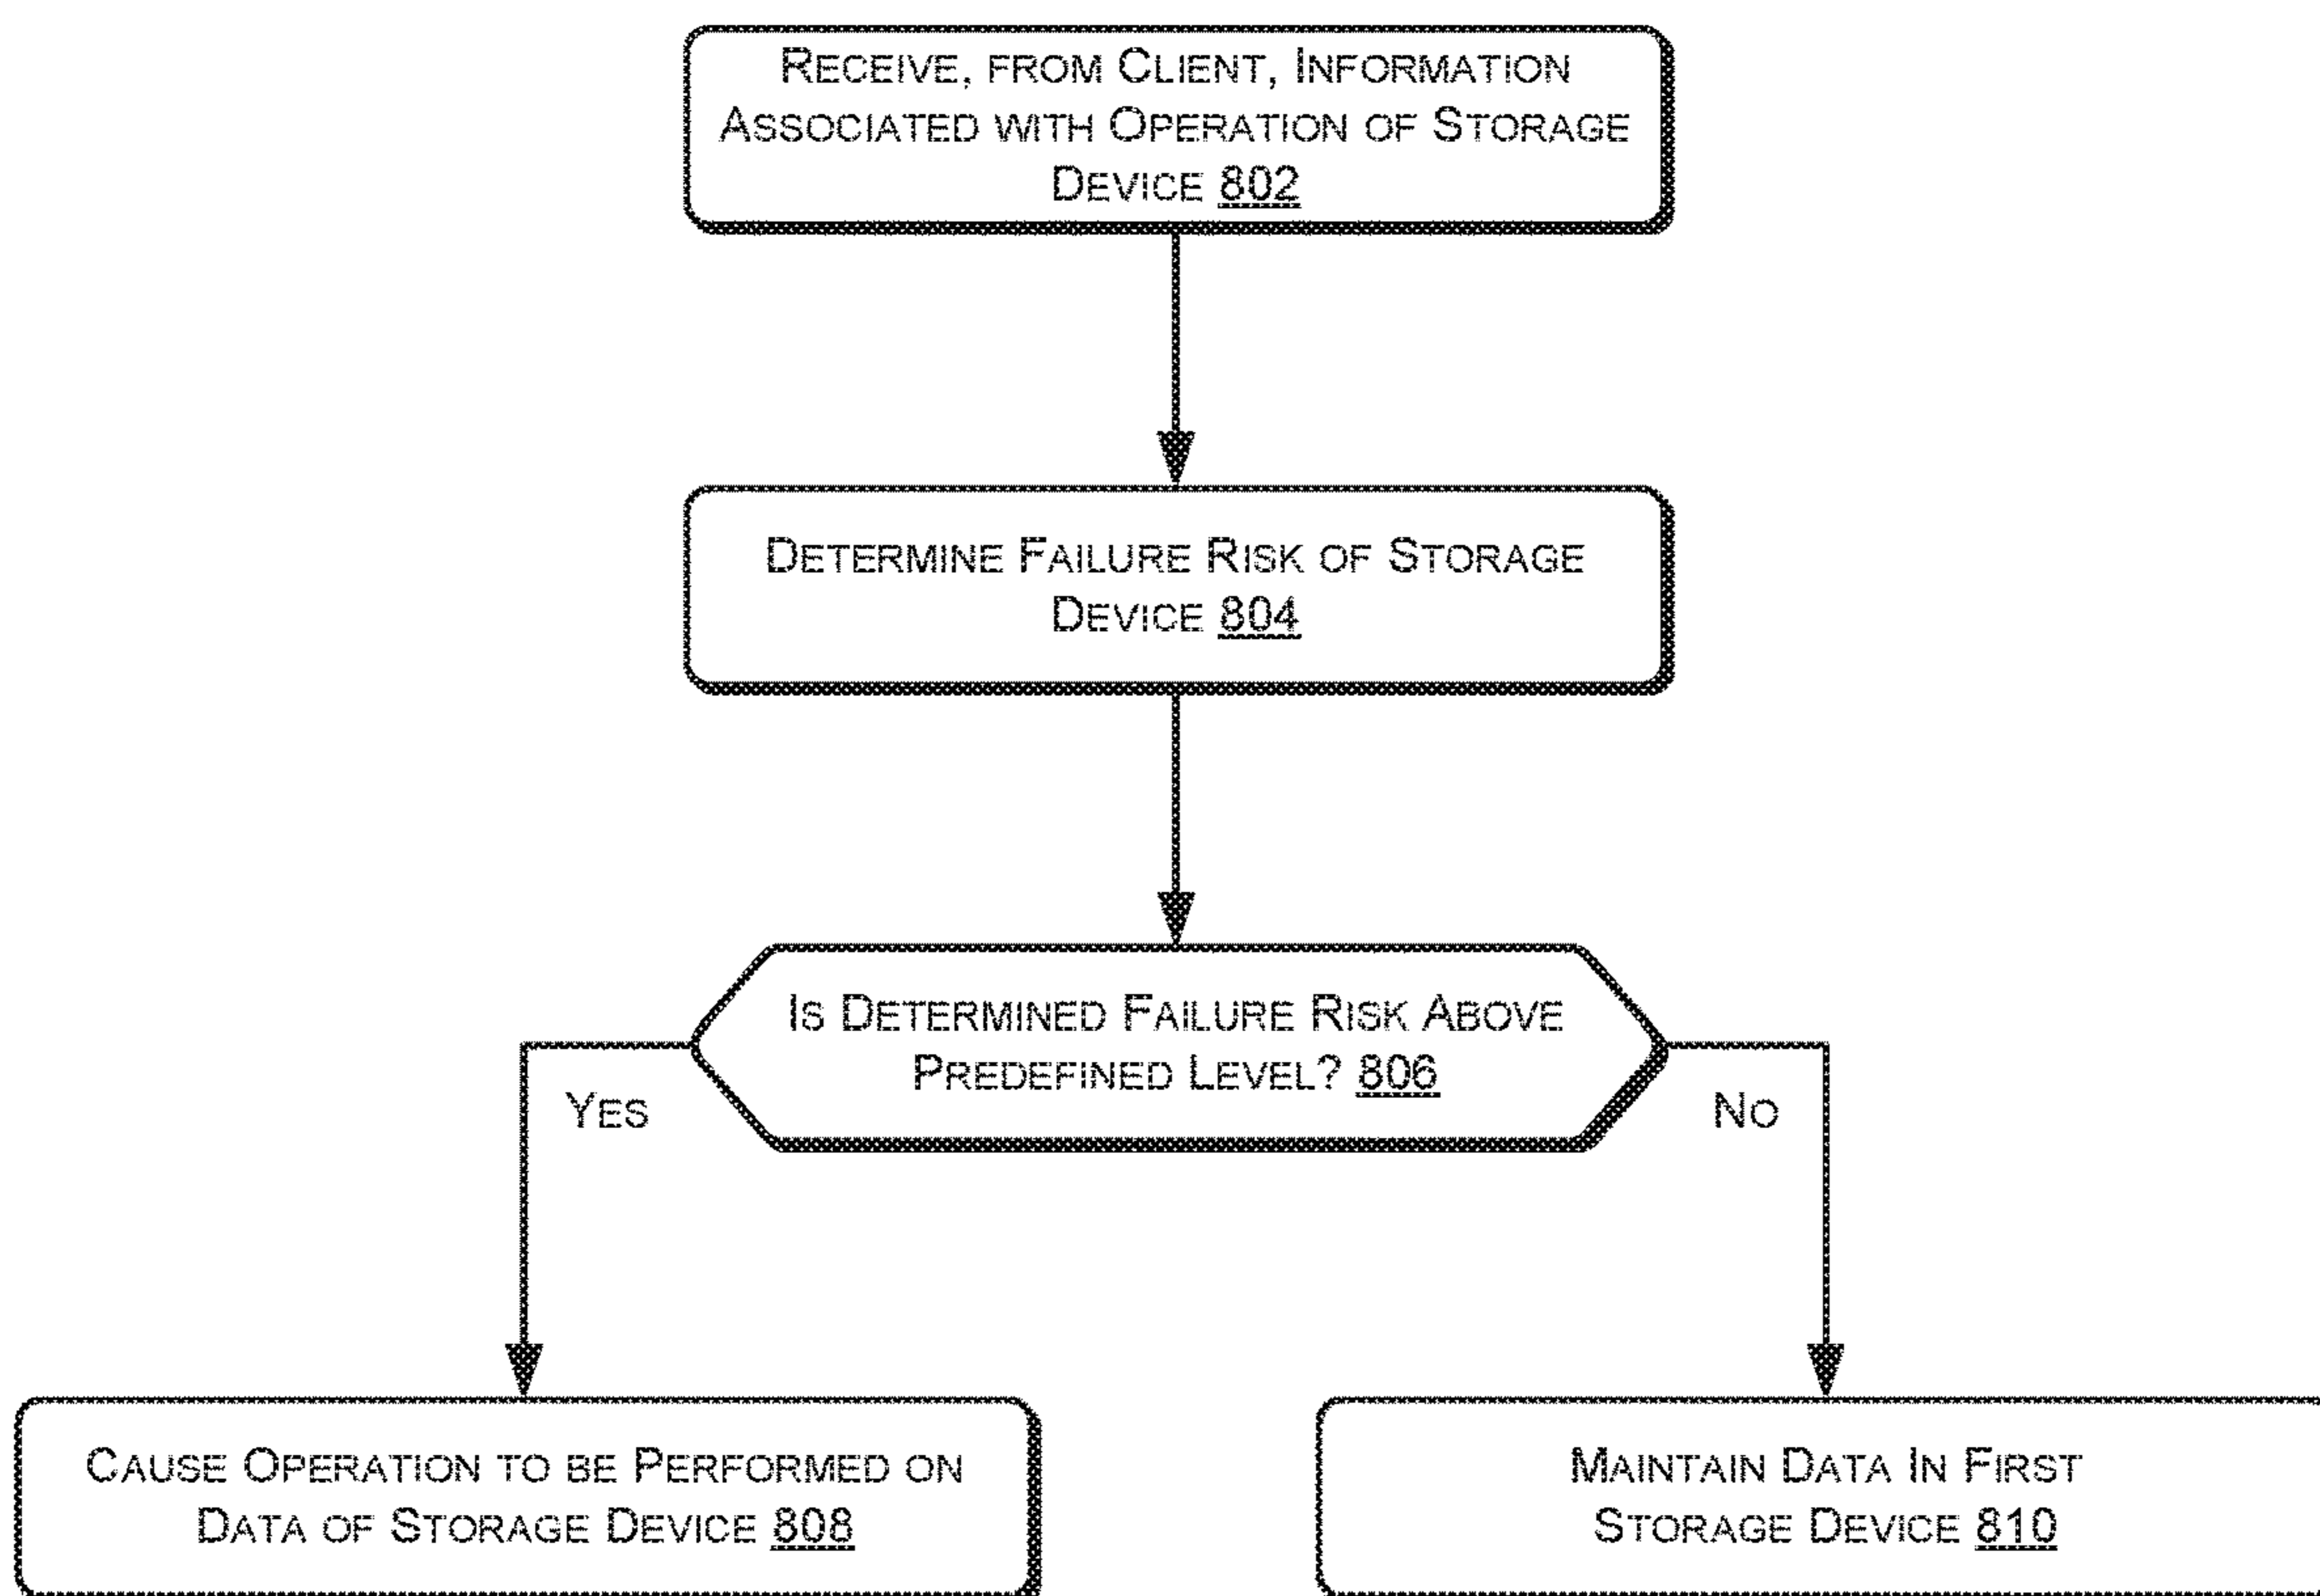 RECEIVE, FROM CLIENT, INFORMATION
ASSOCIATED WITH OPERATION OF STORAGE
DEVICE 802
DETERMINE FAILURE RISK OF STORAGE
DEVICE 804
IS DETERMINED FAILURE RISK ABOVE
PREDEFINED LEVEL? 806
YES
NO
CAUSE OPERATION TO BE PERFORMED ON
DATA OF STORAGE DEVICE 808
MAINTAIN DATA IN FIRST
STORAGE DEVICE 810